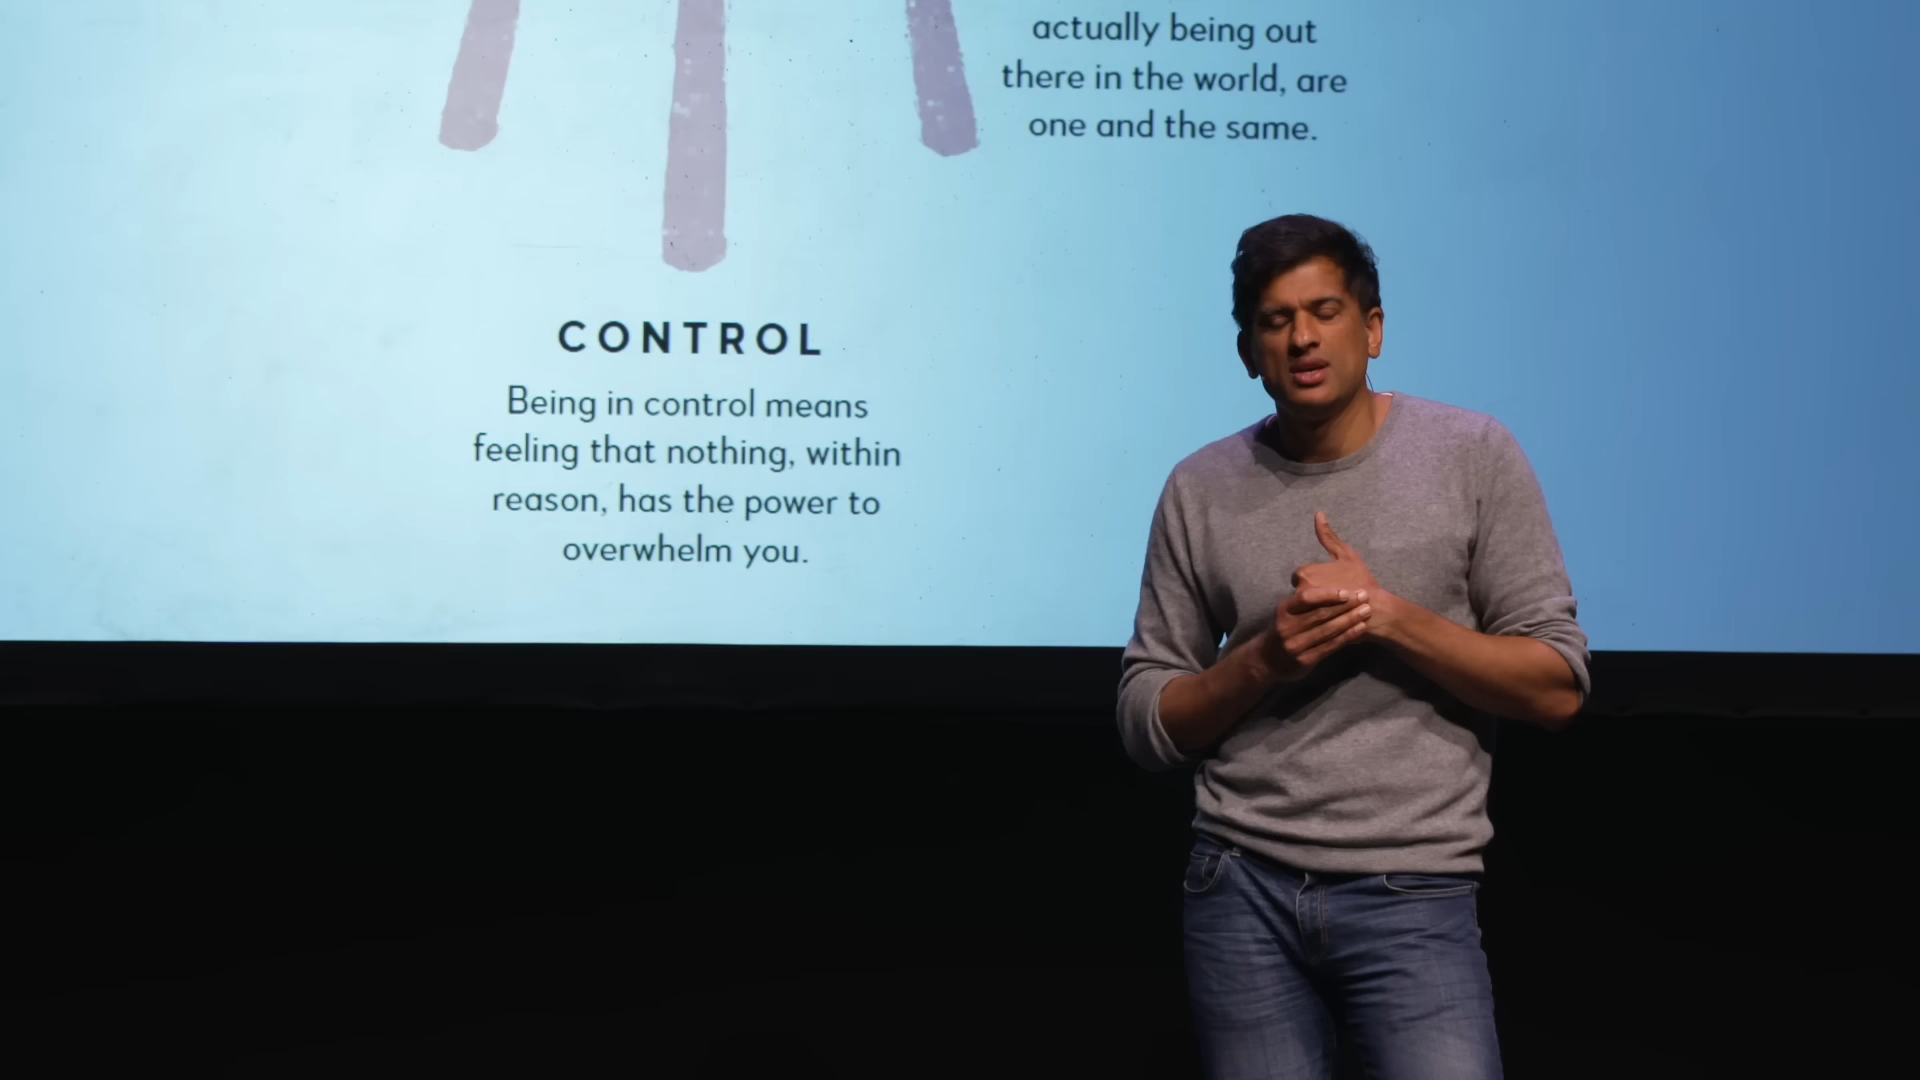 actually being out
there in the world, are
one and the same.
CONTROL
Being in control means
feeling that nothing, within
reason, has the power to
overwhelm you.